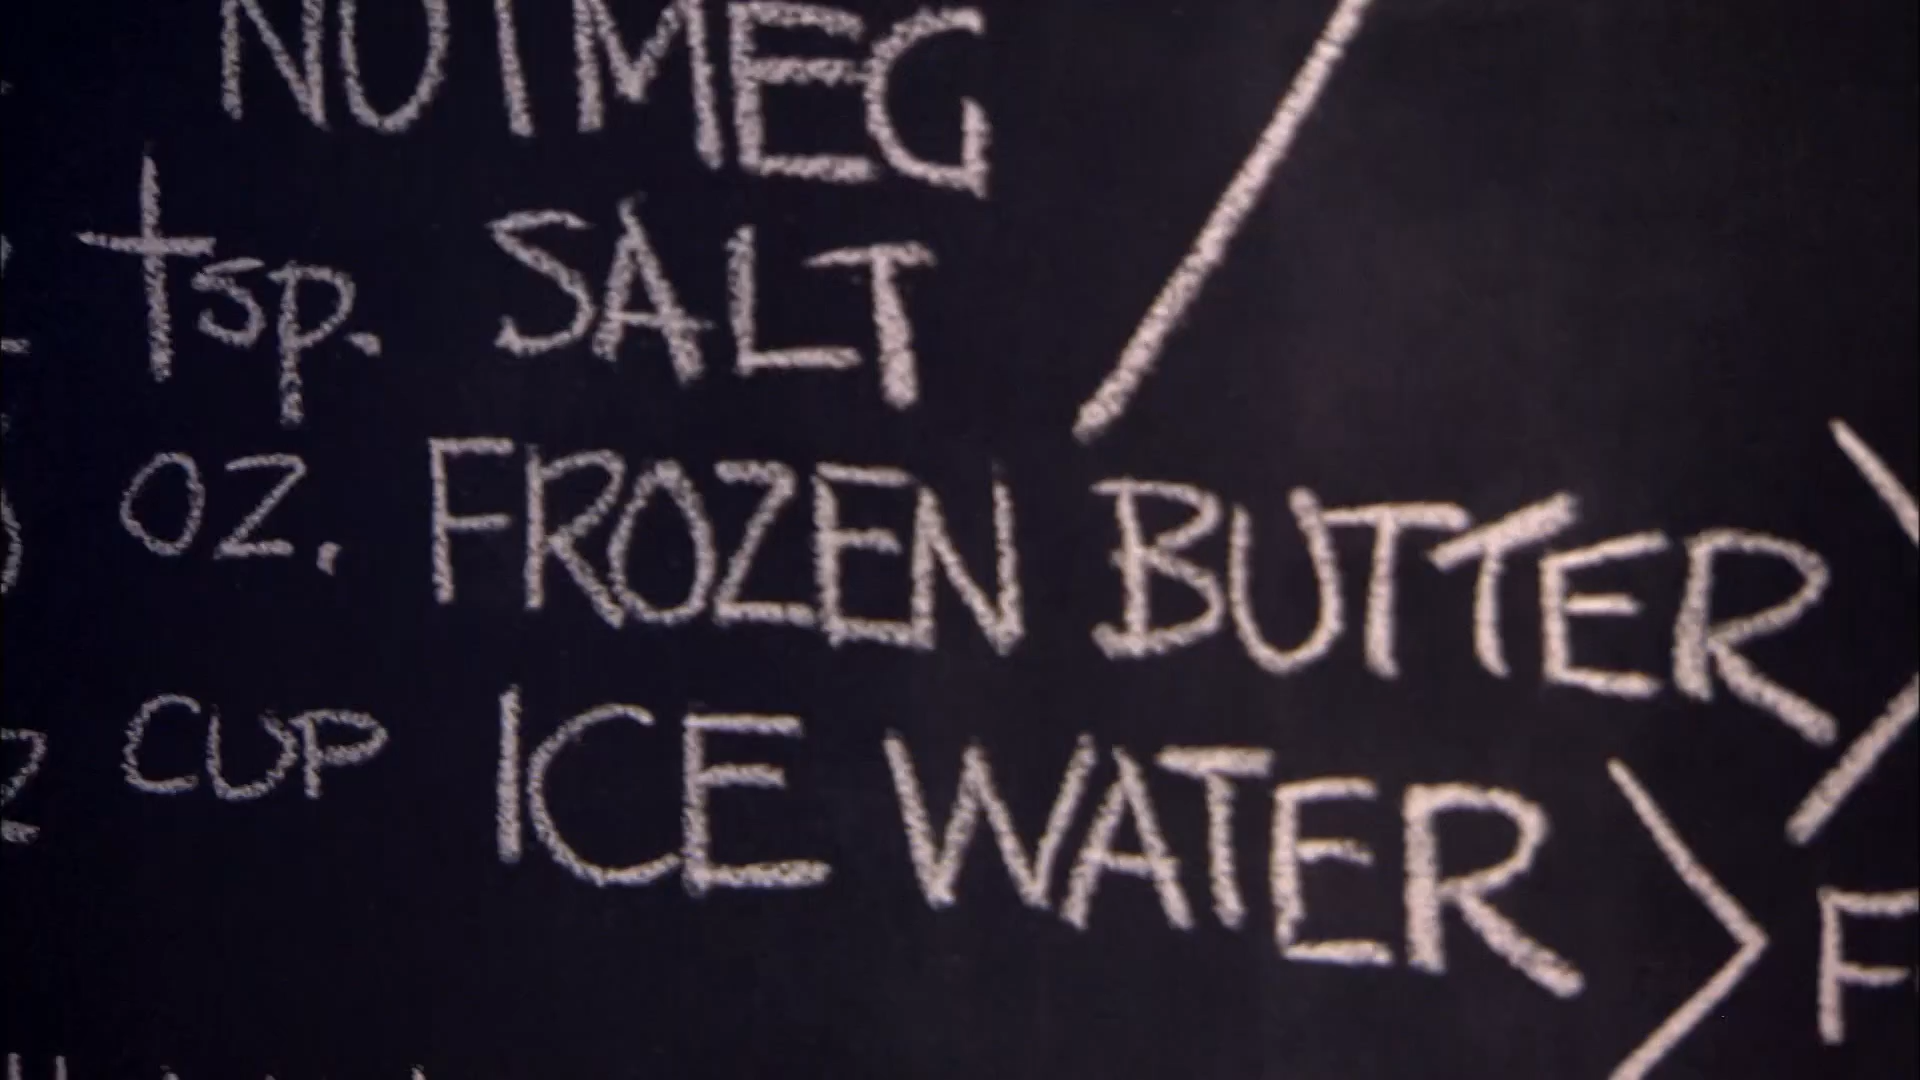 NUTMEG
tsp. SALT
OZ. FROZEN BUTTER
CUP ICE WATER
F